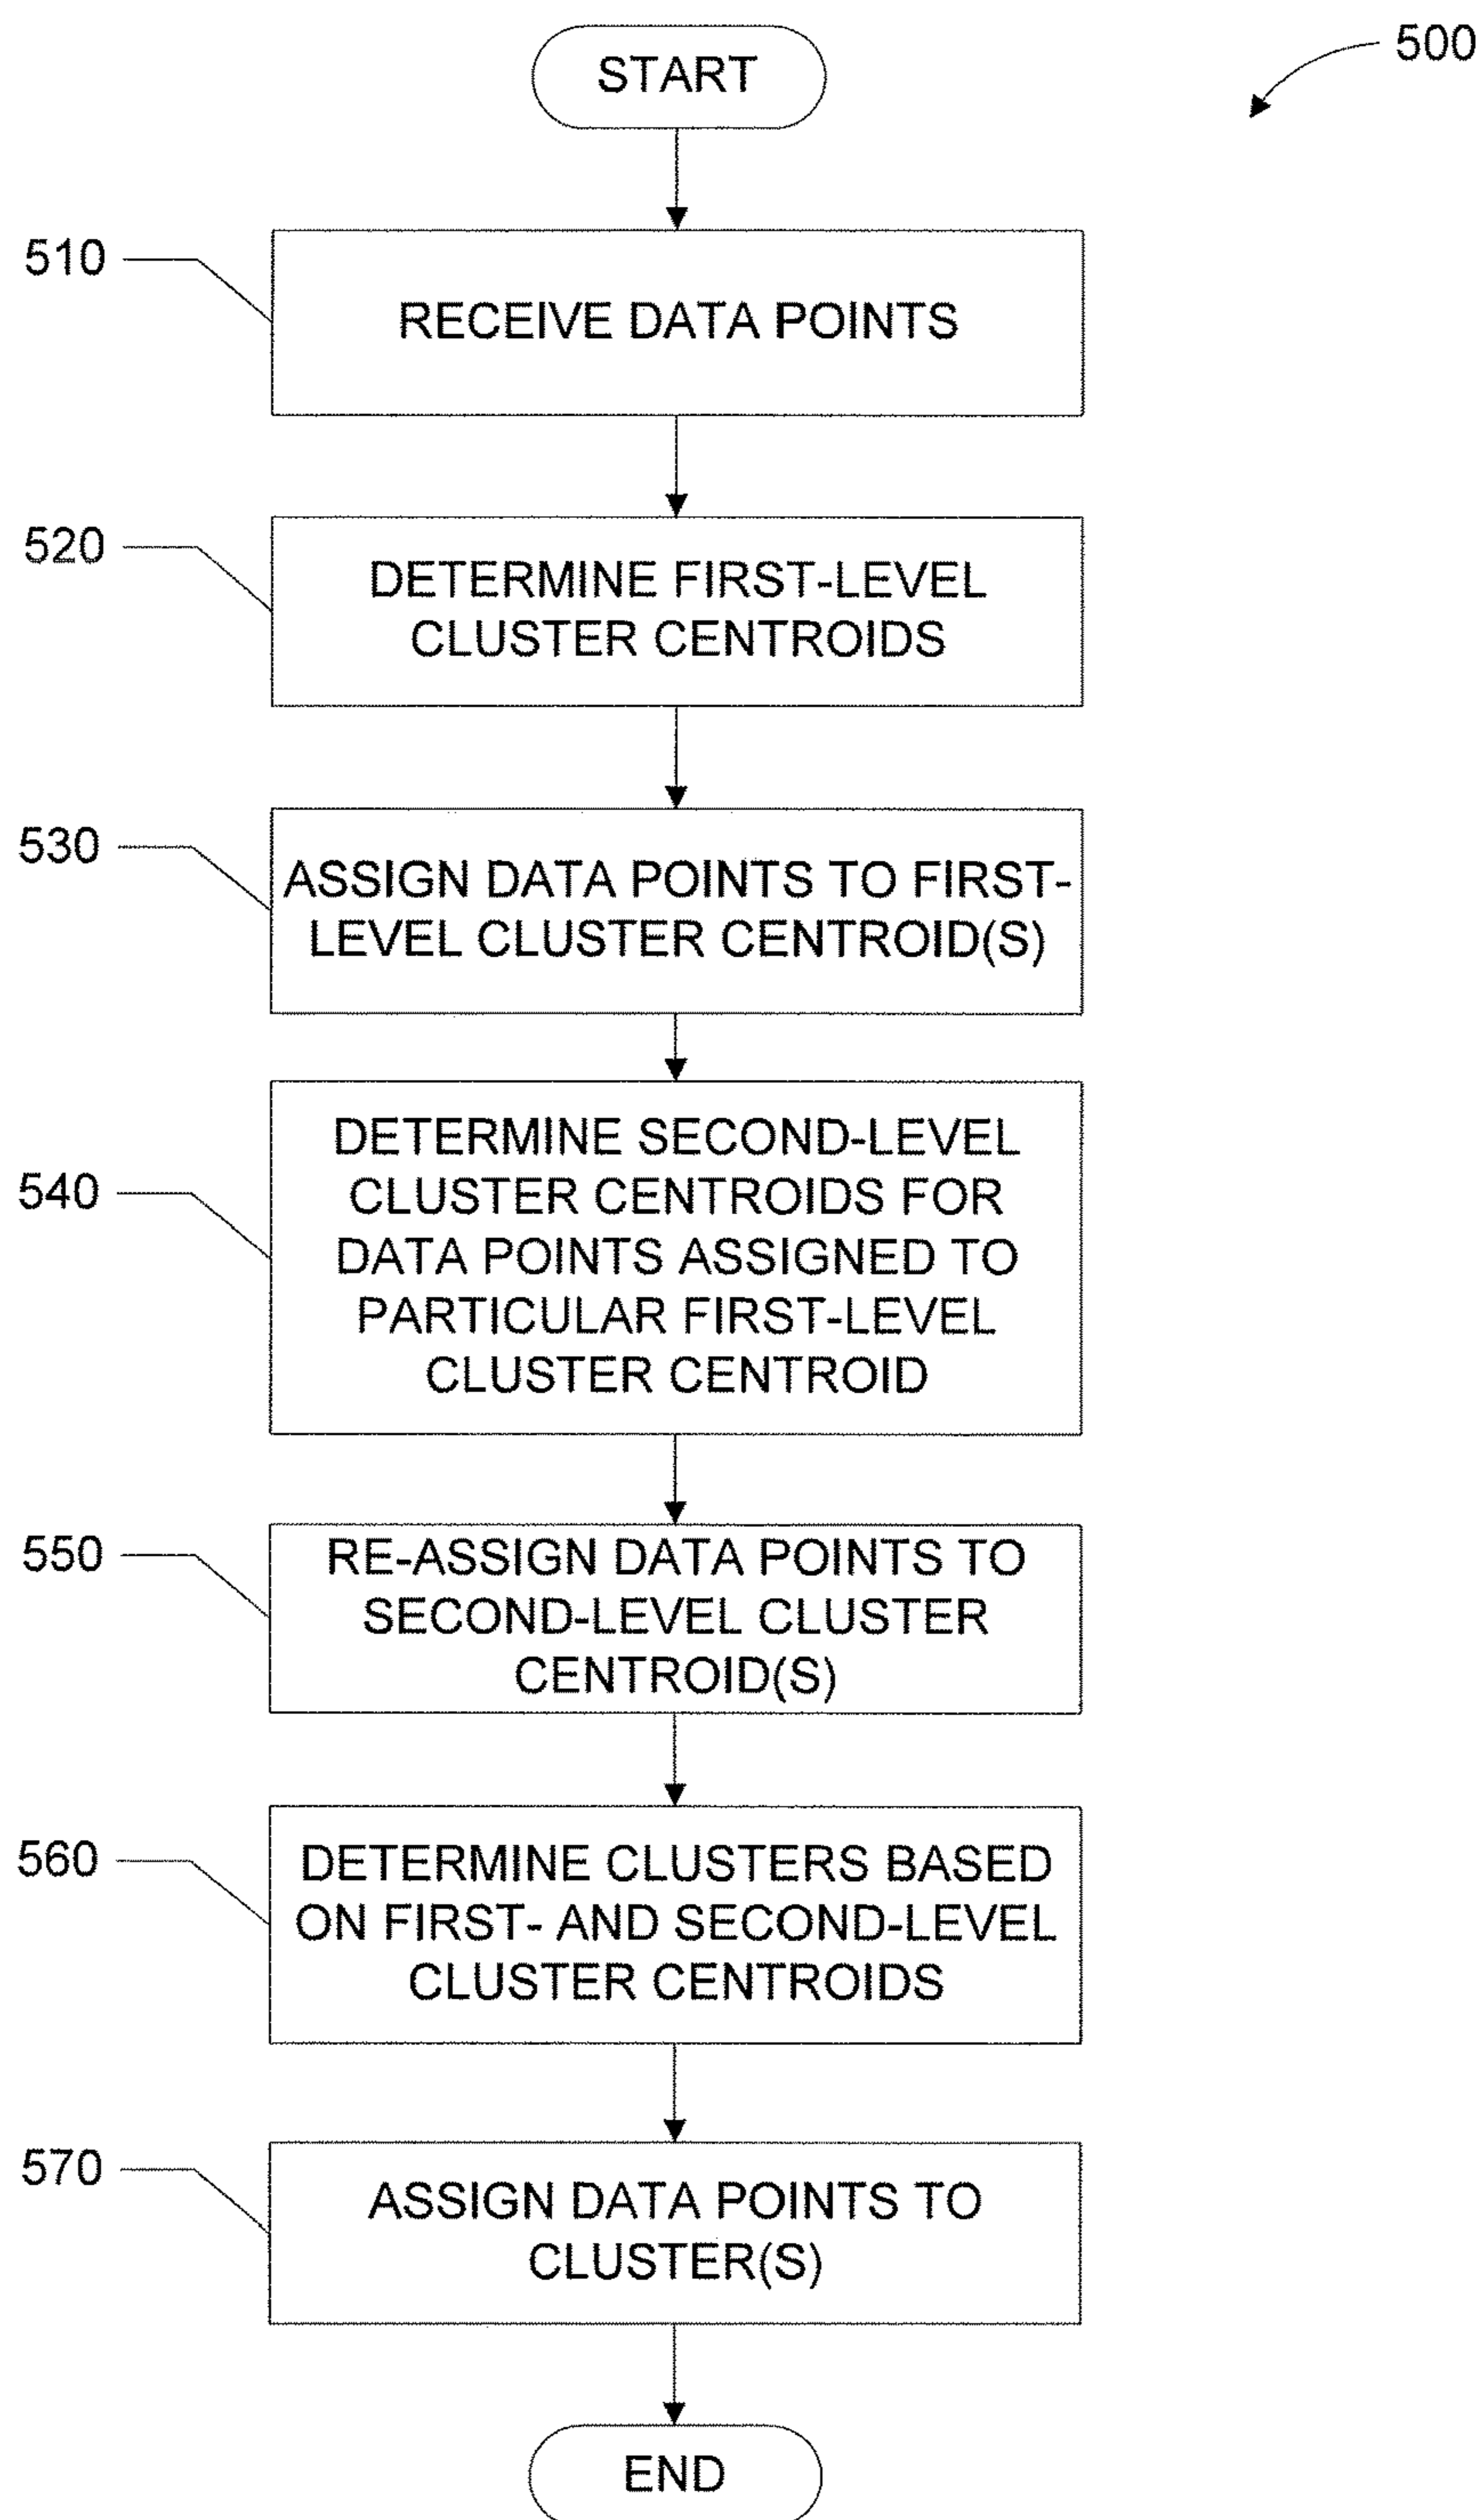 START
500
510
RECEIVE DATA POINTS
520
DETERMINE FIRST-LEVEL
CLUSTER CENTROIDS
530
ASSIGN DATA POINTS TO FIRST-
LEVEL CLUSTER CENTROID(S)
540
DETERMINE SECOND-LEVEL
CLUSTER CENTROIDS FOR
DATA POINTS ASSIGNED TO
PARTICULAR FIRST-LEVEL
CLUSTER CENTROID
550
RE-ASSIGN DATA POINTS TO
SECOND-LEVEL CLUSTER
CENTROID(S)
560
DETERMINE CLUSTERS BASED
ON FIRST- AND SECOND-LEVEL
CLUSTER CENTROIDS
570
ASSIGN DATA POINTS TO
CLUSTER(S)
END